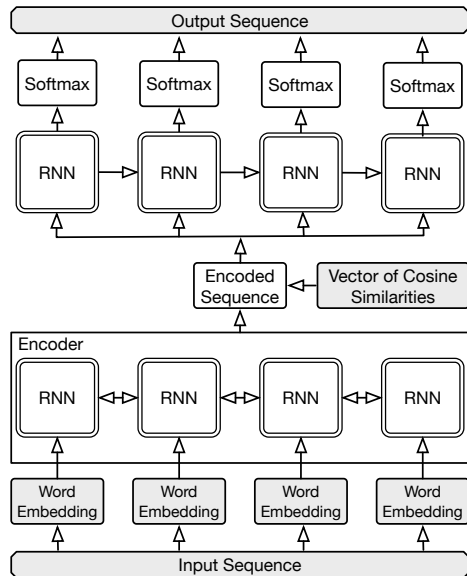 Output Sequence
Softmax Softmax Softmax Softmax
RNN RNN RNN RNN
Encoded
Sequence
Vector of Cosine
Similarities
Encoder
RNN RNN RNN RNN
Word
Embedding
Word
Embedding
Word
Embedding
Word
Embedding
Input Sequence